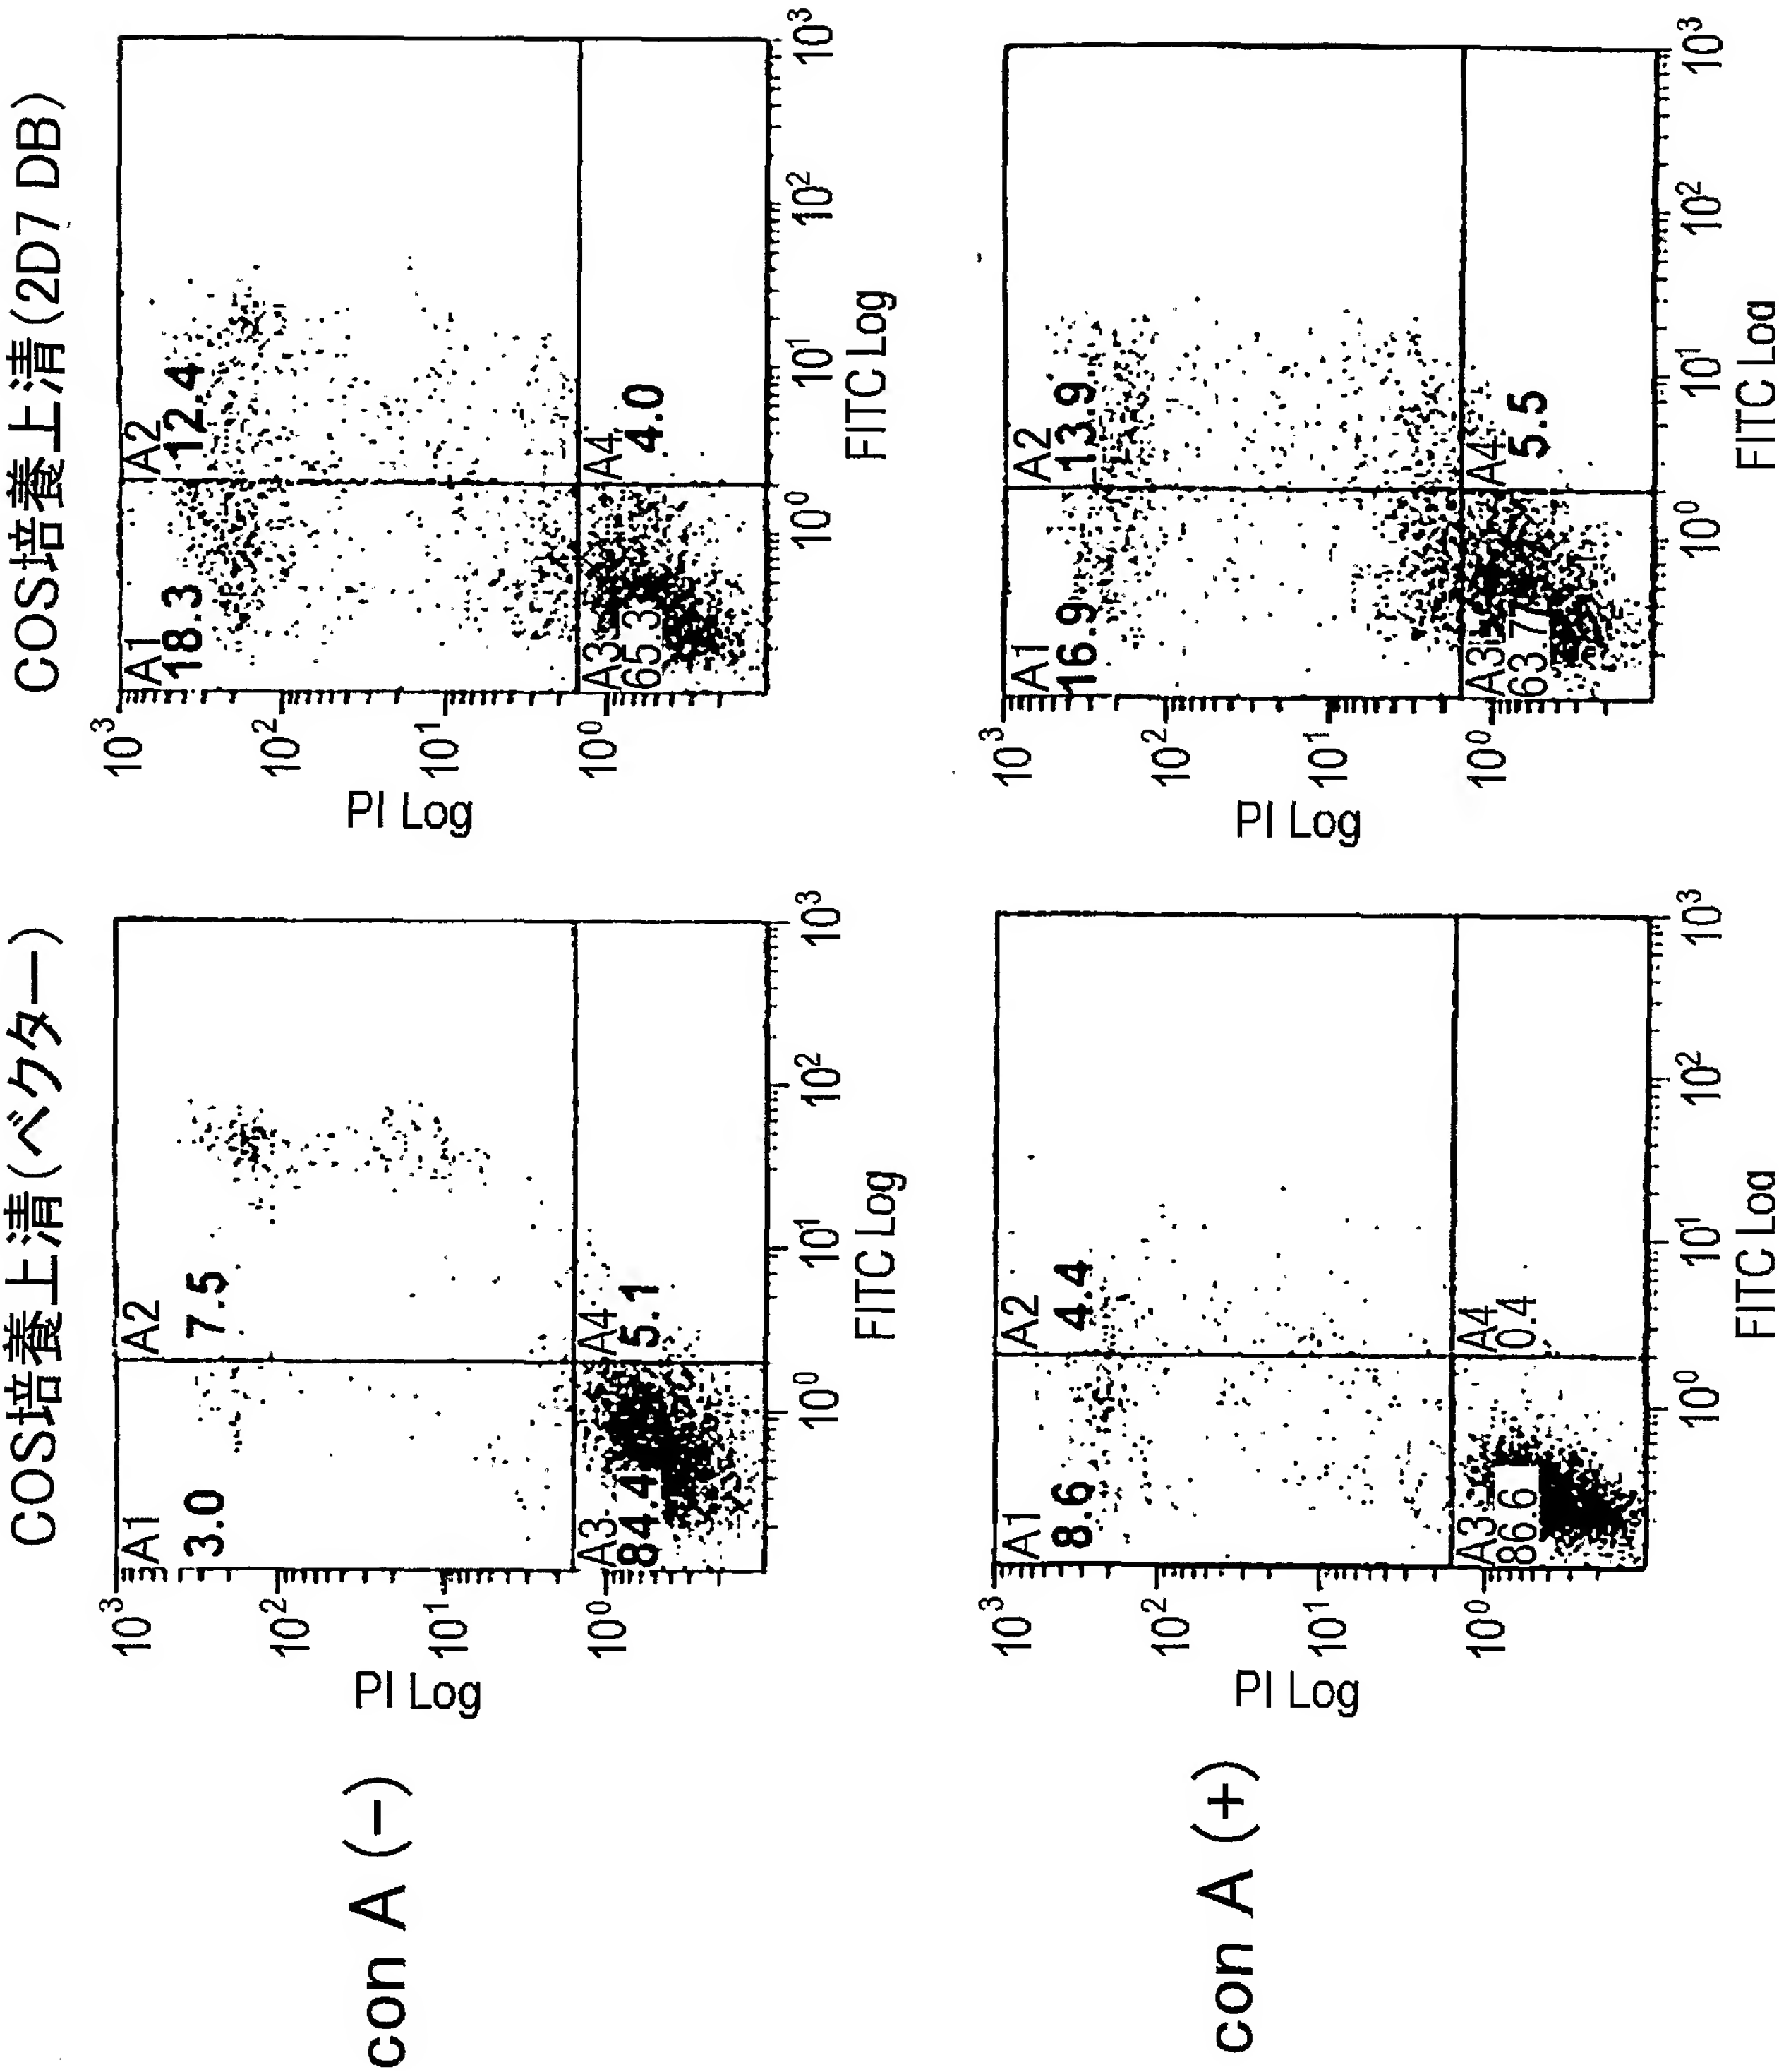 COS培養上清(ベクター) COS培養上清(2D7 DB)
con A (−)
PI Log
10³
10²
10¹
10⁰
A1
3.0
A2
7.5
A3
84.4
A4
5.1
10⁰ 10¹ 10² 10³
FITC Log
PI Log
10³
10²
10¹
10⁰
A1
18.3
A2
12.4
A3
65.3
A4
4.0
10⁰ 10¹ 10² 10³
FITC Log
con A (+)
PI Log
10³
10²
10¹
10⁰
A1
8.6
A2
4.4
A3
86.6
A4
0.4
10⁰ 10¹ 10² 10³
FITC Log
PI Log
10³
10²
10¹
10⁰
A1
16.9
A2
13.9
A3
63.7
A4
5.5
10⁰ 10¹ 10² 10³
FITC Log